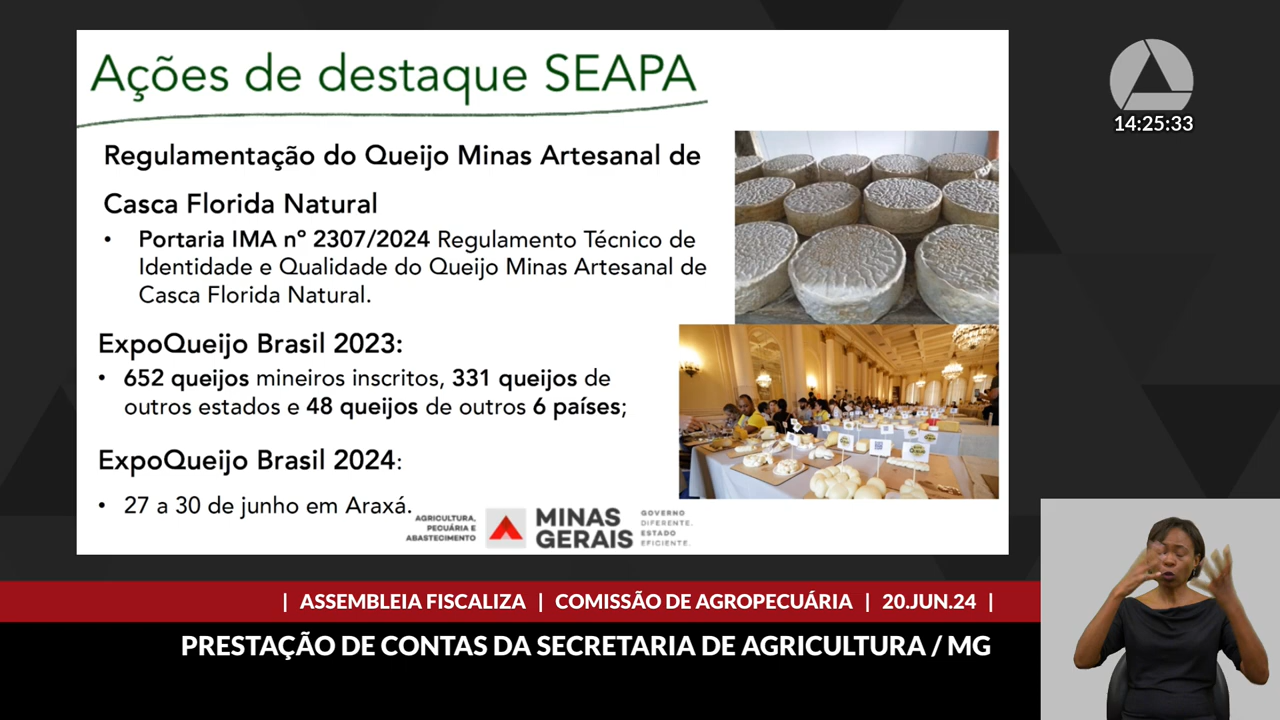 Ações de destaque SEAPA
14:25:33
Regulamentação do Queijo Minas Artesanal de
Casca Florida Natural
• Portaria IMA nº 2307/2024 Regulamento Técnico de
Identidade e Qualidade do Queijo Minas Artesanal de
Casca Florida Natural.
ExpoQueijo Brasil 2023:
• 652 queijos mineiros inscritos, 331 queijos de
outros estados e 48 queijos de outros 6 países;
ExpoQueijo Brasil 2024:
• 27 a 30 de junho em Araxá.
AGRICULTURA,
PECUÁRIA E
ABASTECIMENTO
MINAS
GERAIS
GOVERNO
DIFERENTE.
ESTADO
EFICIENTE.
| ASSEMBLEIA FISCALIZA | COMISSÃO DE AGROPECUÁRIA | 20.JUN.24 |
PRESTAÇÃO DE CONTAS DA SECRETARIA DE AGRICULTURA / MG